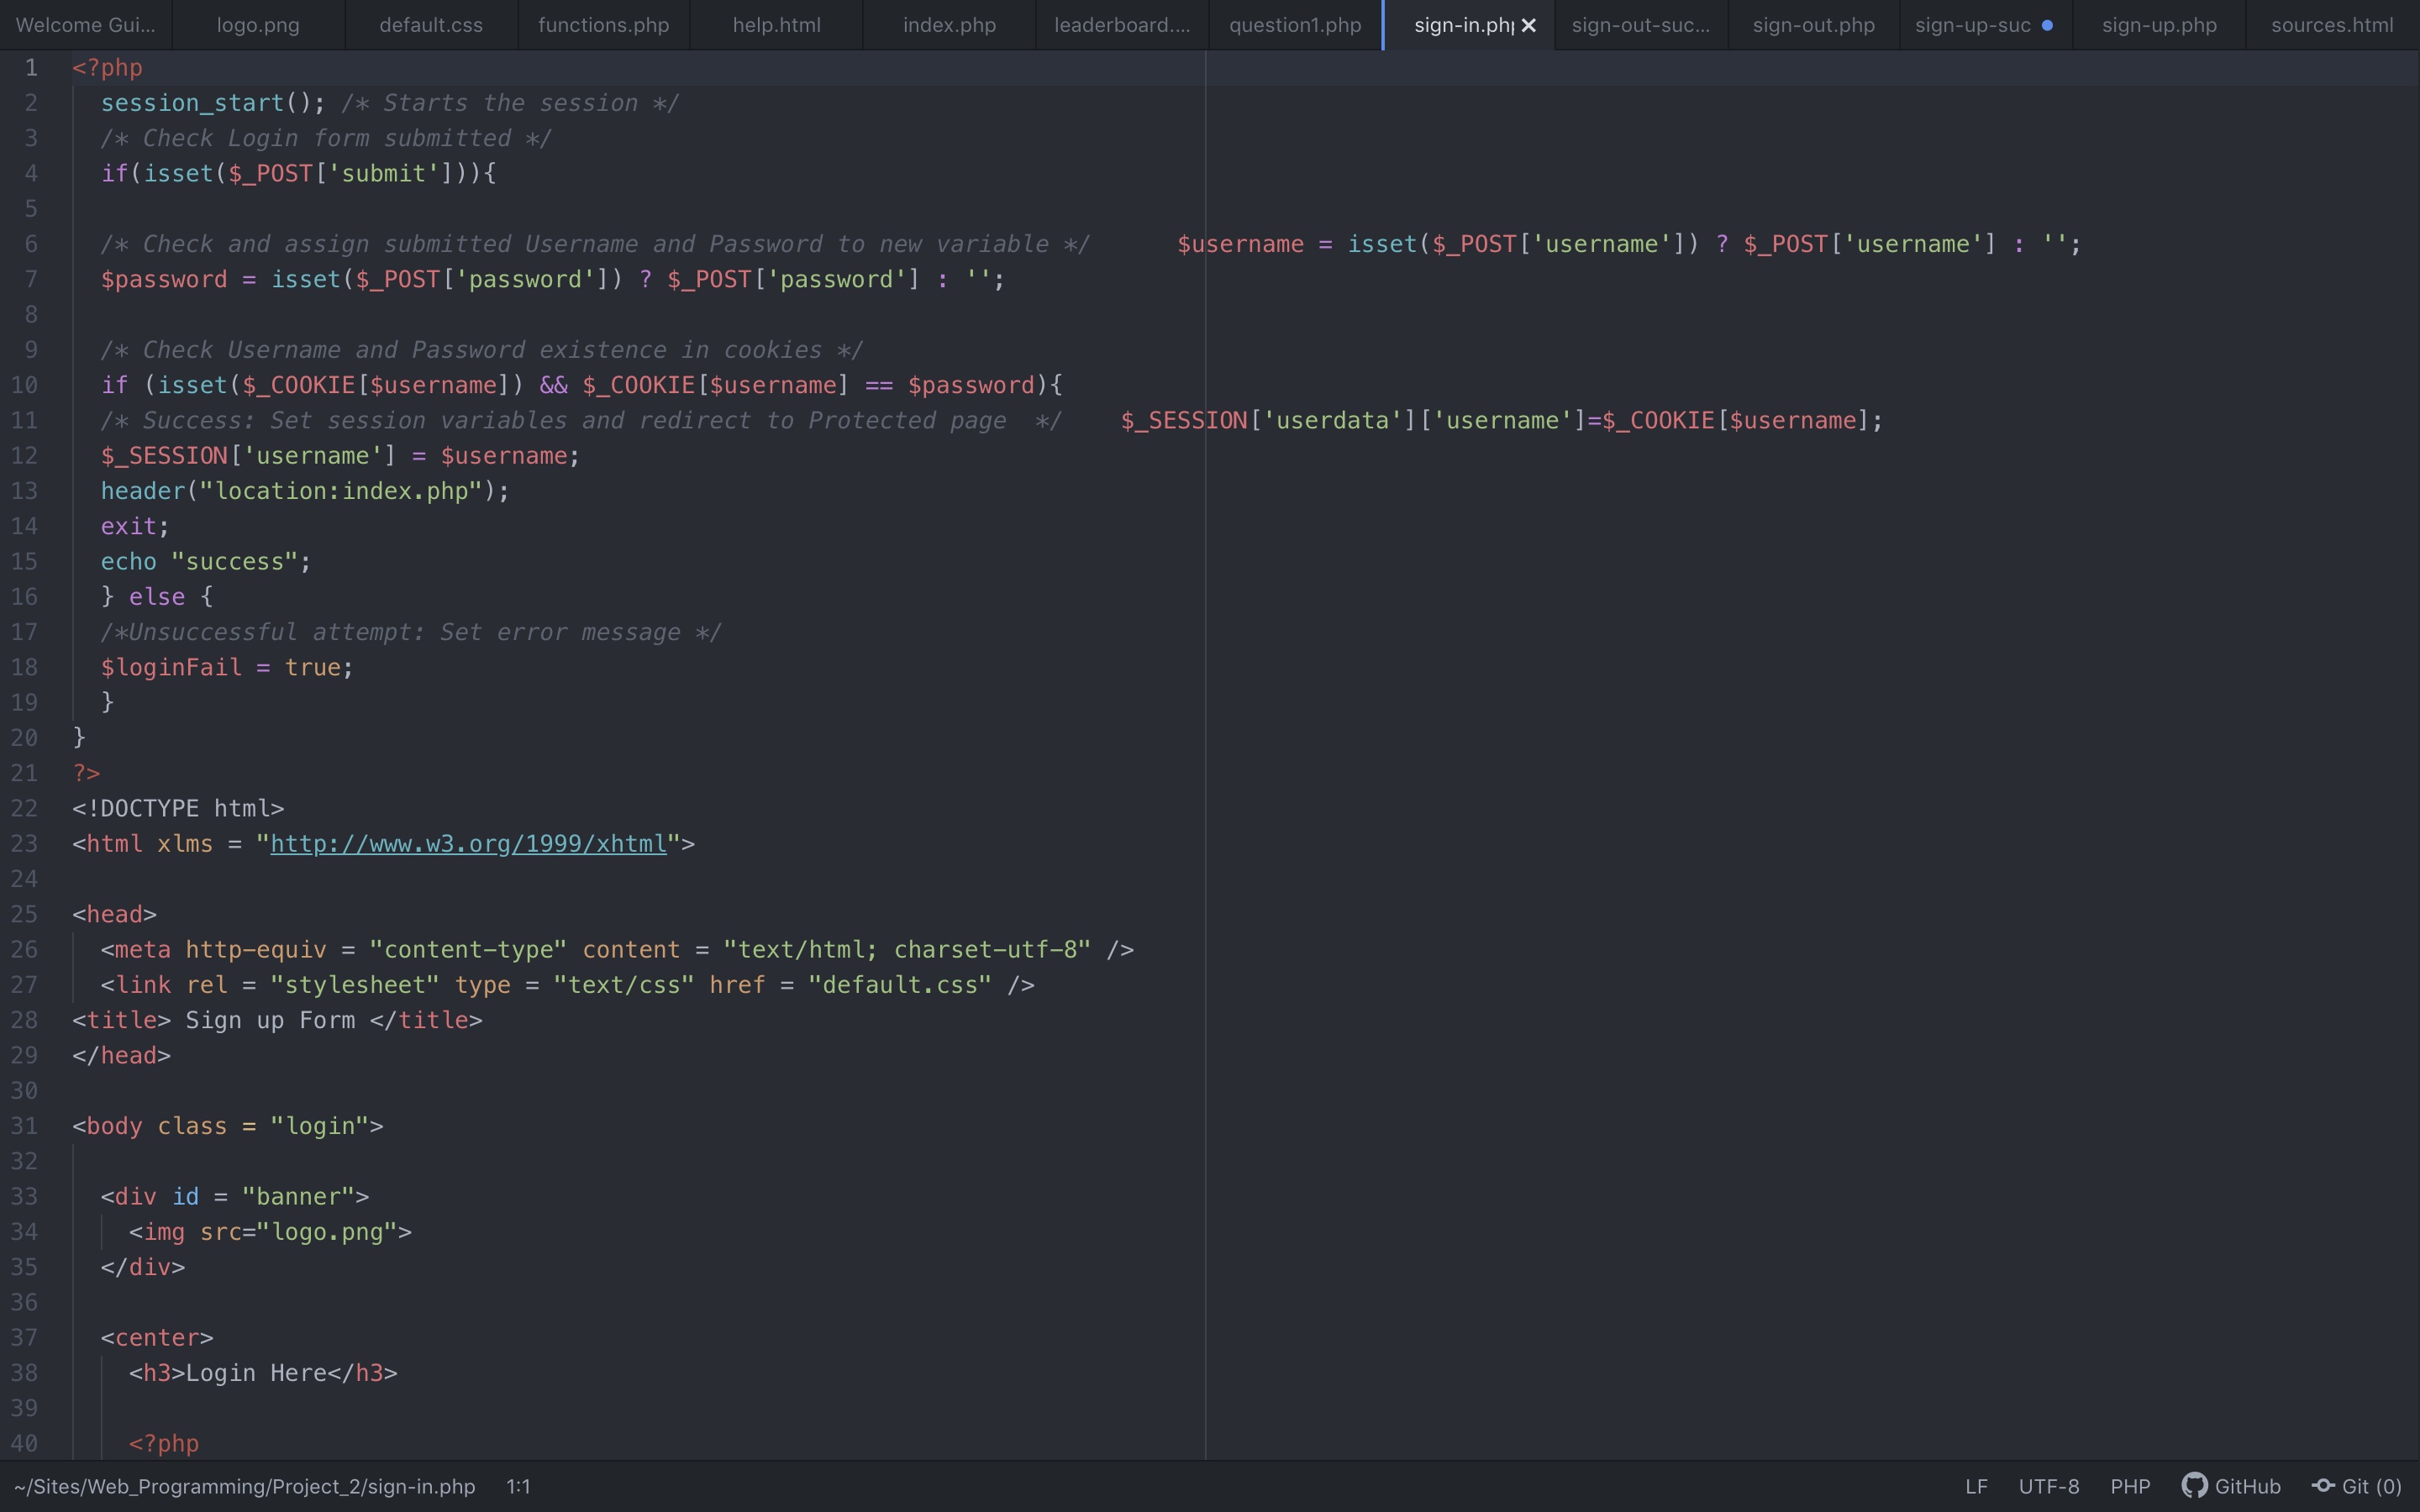 Welcome Gui... logo.png default.css functions.php help.html index.php leaderboard.... question1.php sign-in.php sign-out-suc... sign-out.php sign-up-suc sign-up.php sources.html
1 <?php
2 session_start(); /* Starts the session */
3 /* Check Login form submitted */
4 if(isset($_POST['submit'])){
5
6 /* Check and assign submitted Username and Password to new variable */ $username = isset($_POST['username']) ? $_POST['username'] : '';
7 $password = isset($_POST['password']) ? $_POST['password'] : '';
8
9 /* Check Username and Password existence in cookies */
10 if (isset($_COOKIE[$username]) && $_COOKIE[$username] == $password){
11 /* Success: Set session variables and redirect to Protected page  */ $_SESSION['userdata']['username']=$_COOKIE[$username];
12 $_SESSION['username'] = $username;
13 header("location:index.php");
14 exit;
15 echo "success";
16 } else {
17 /*Unsuccessful attempt: Set error message */
18 $loginFail = true;
19 }
20 }
21 ?>
22 <!DOCTYPE html>
23 <html xlms = "http://www.w3.org/1999/xhtml">
24
25 <head>
26 <meta http-equiv = "content-type" content = "text/html; charset-utf-8" />
27 <link rel = "stylesheet" type = "text/css" href = "default.css" />
28 <title> Sign up Form </title>
29 </head>
30
31 <body class = "login">
32
33 <div id = "banner">
34 <img src="logo.png">
35 </div>
36
37 <center>
38 <h3>Login Here</h3>
39
40 <?php
~/Sites/Web_Programming/Project_2/sign-in.php 1:1 LF UTF-8 PHP GitHub Git (0)